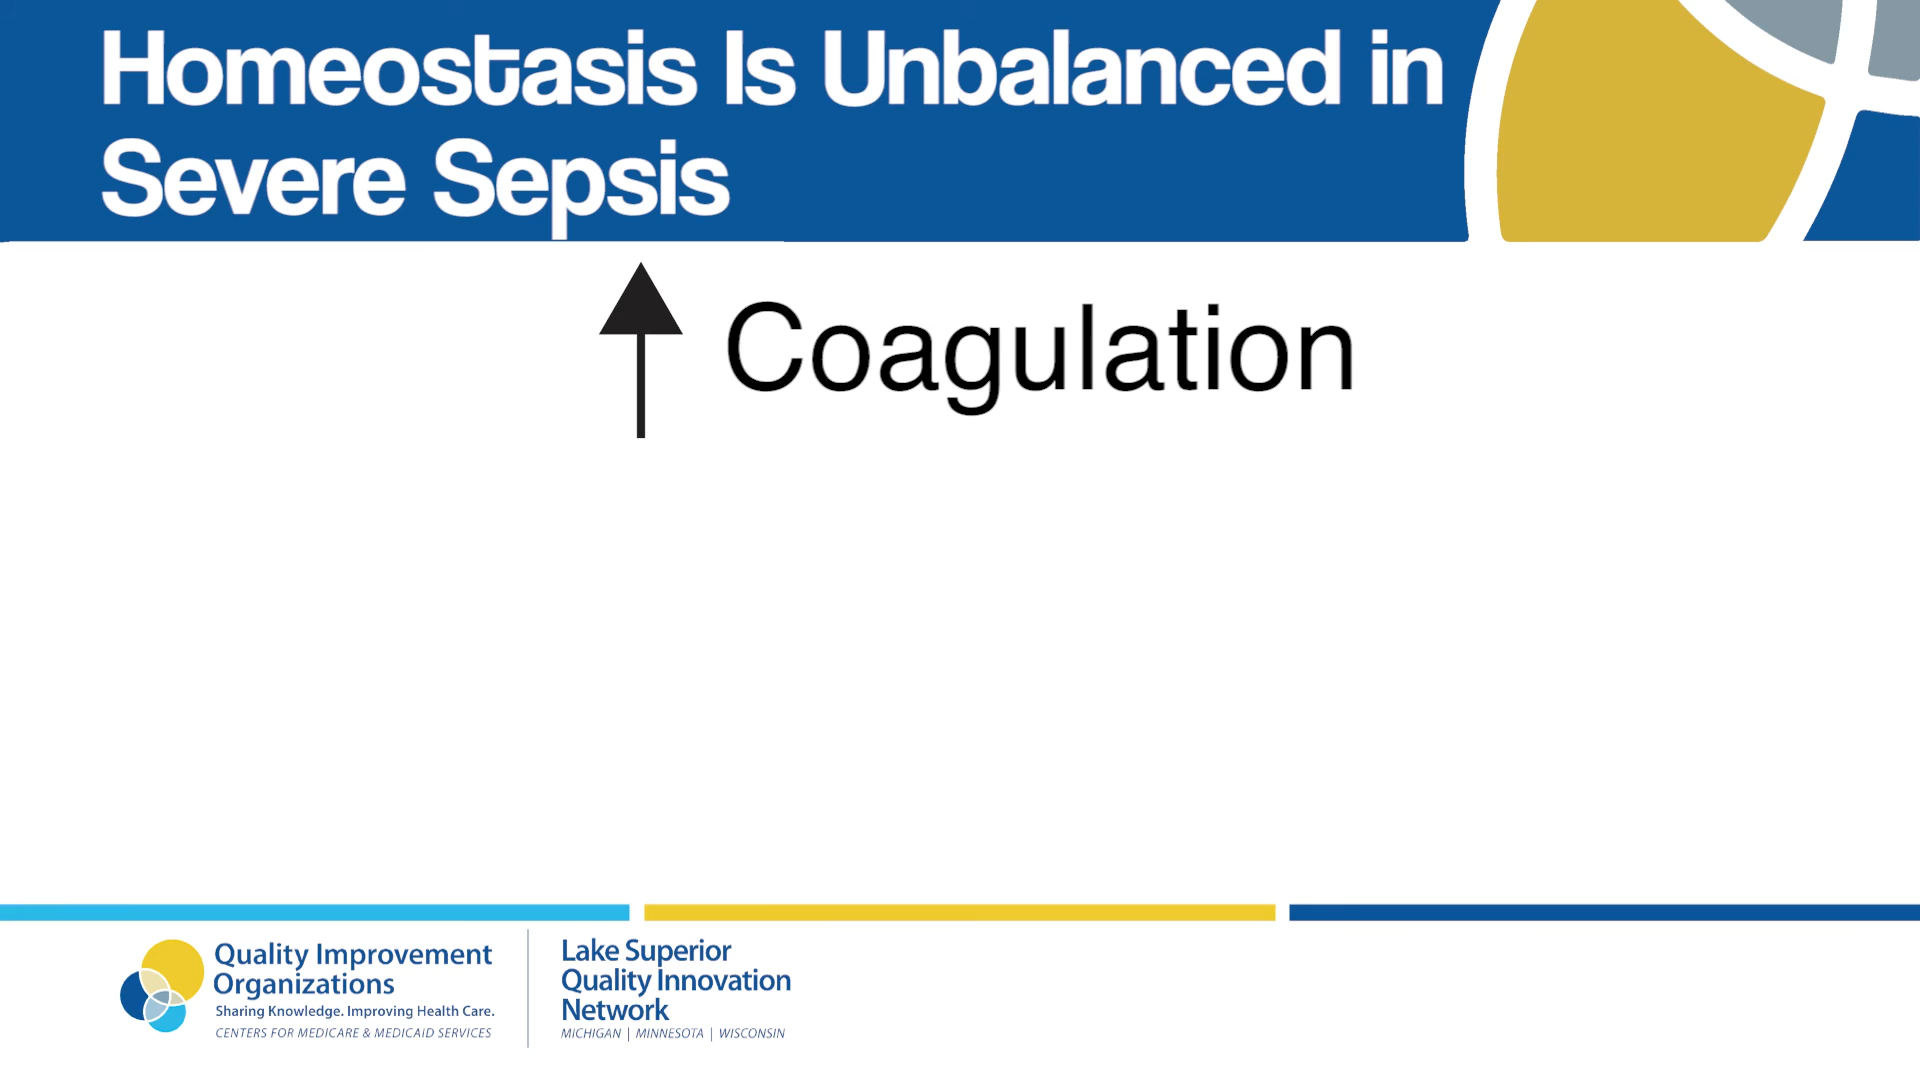 Homeostasis Is Unbalanced in
Severe Sepsis
Coagulation
Quality Improvement
Organizations
Sharing Knowledge. Improving Health Care.
CENTERS FOR MEDICARE & MEDICAID SERVICES
Lake Superior
Quality Innovation
Network
MICHIGAN | MINNESOTA | WISCONSIN